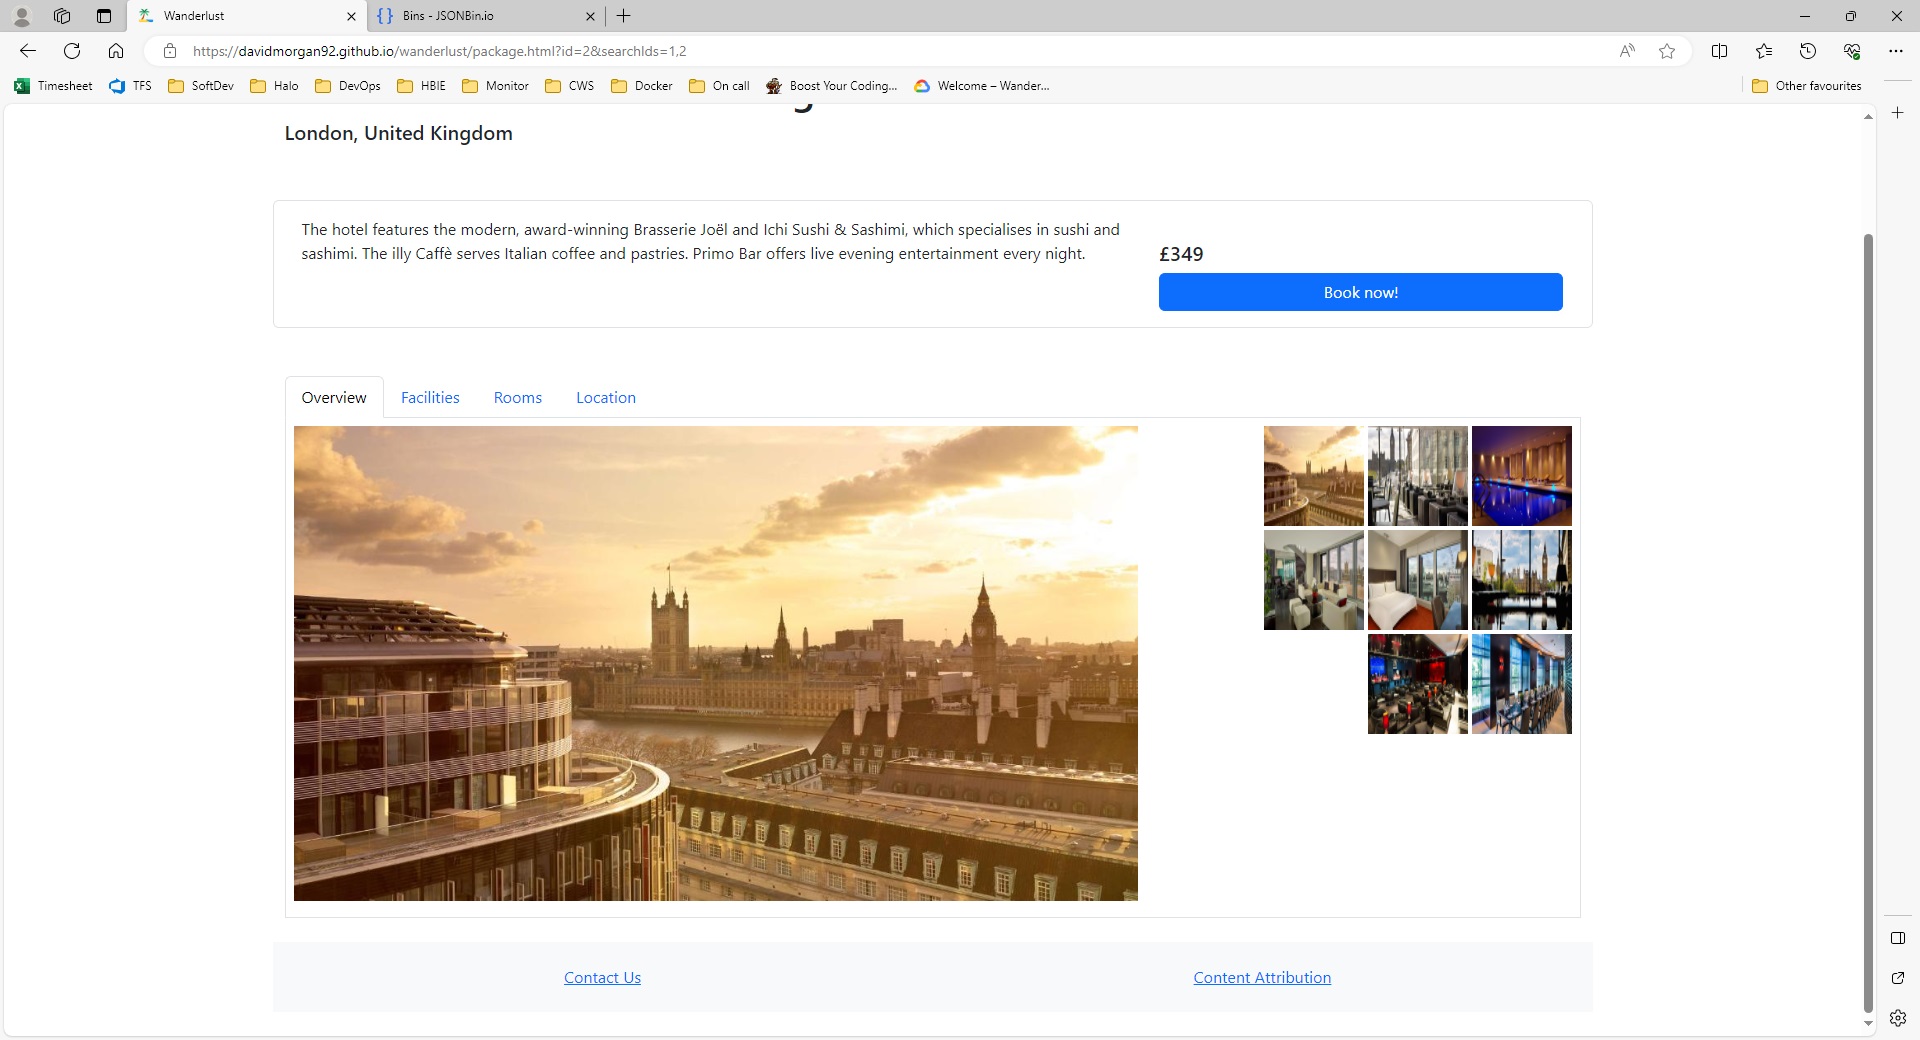 Wanderlust
Bins - JSONBin.io
https://davidmorgan92.github.io/wanderlust/package.html?id=2&searchIds=1,2
Timesheet
TFS
SoftDev
Halo
DevOps
HBIE
Monitor
CWS
Docker
On call
Boost Your Coding...
Welcome – Wander...
Other favourites
London, United Kingdom
The hotel features the modern, award-winning Brasserie Joël and Ichi Sushi & Sashimi, which specialises in sushi and
sashimi. The illy Caffè serves Italian coffee and pastries. Primo Bar offers live evening entertainment every night.
£349
Book now!
Overview
Facilities
Rooms
Location
Contact Us
Content Attribution